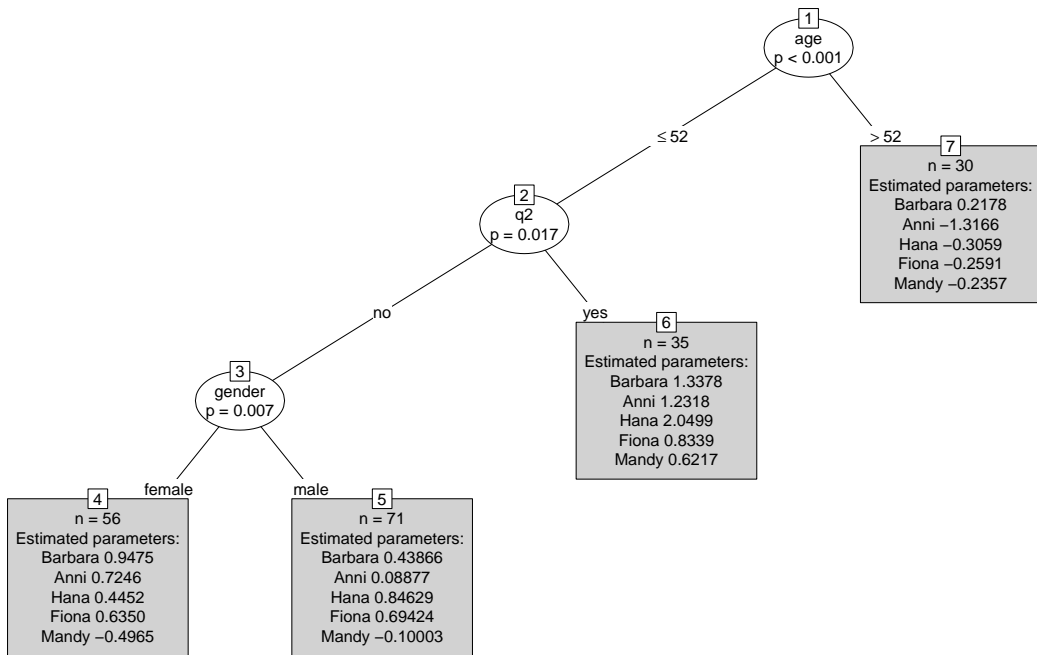 1
age
p < 0.001
≤ 52
> 52
2
q2
p = 0.017
7
n = 30
Estimated parameters:
Barbara 0.2178
Anni −1.3166
Hana −0.3059
Fiona −0.2591
Mandy −0.2357
no
yes
3
gender
p = 0.007
6
n = 35
Estimated parameters:
Barbara 1.3378
Anni 1.2318
Hana 2.0499
Fiona 0.8339
Mandy 0.6217
female
male
4
n = 56
Estimated parameters:
Barbara 0.9475
Anni 0.7246
Hana 0.4452
Fiona 0.6350
Mandy −0.4965
5
n = 71
Estimated parameters:
Barbara 0.43866
Anni 0.08877
Hana 0.84629
Fiona 0.69424
Mandy −0.10003